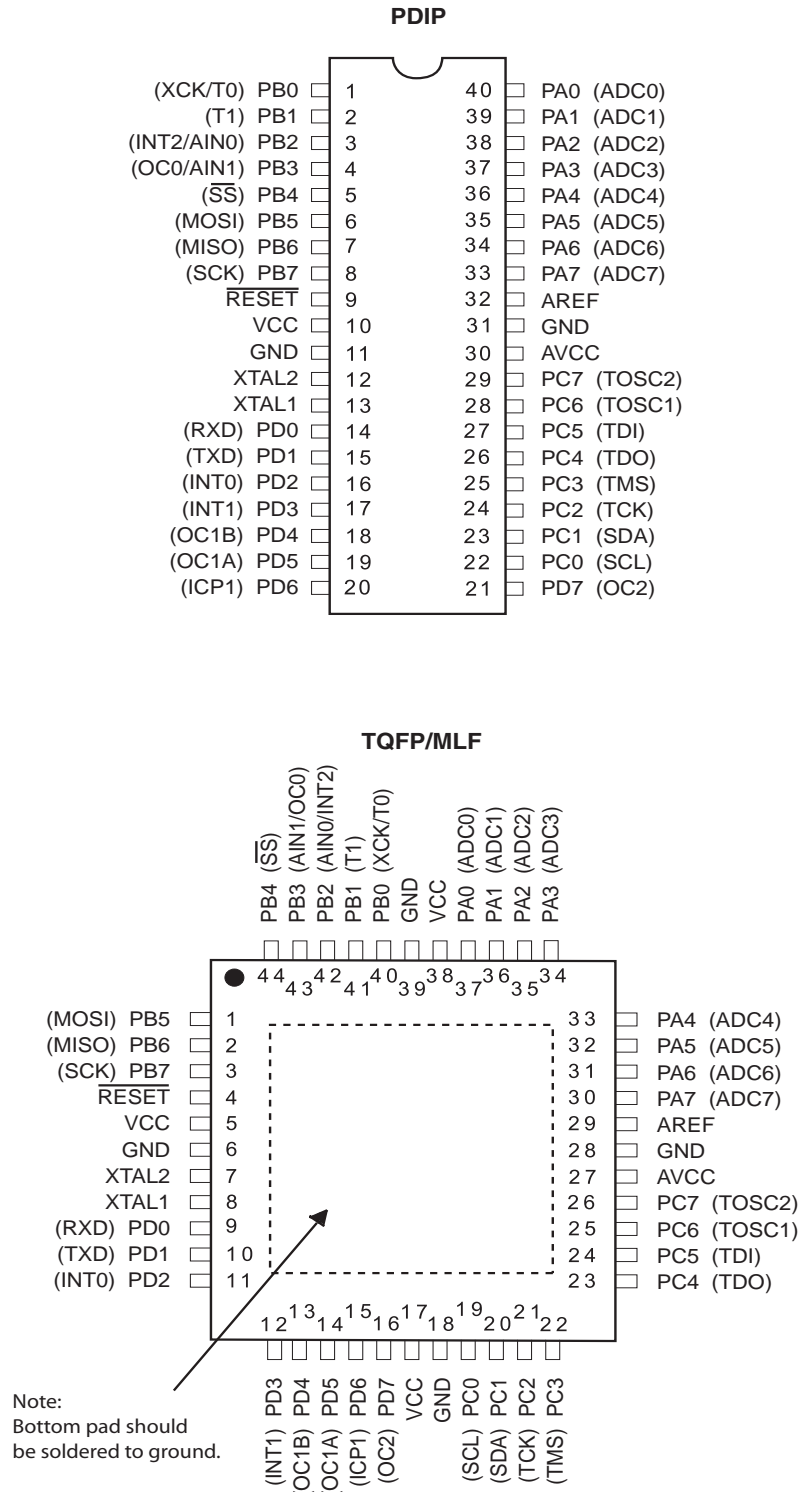 PDIP
(XCK/T0) PB0 1 40 PA0 (ADC0)
(T1) PB1 2 39 PA1 (ADC1)
(INT2/AIN0) PB2 3 38 PA2 (ADC2)
(OC0/AIN1) PB3 4 37 PA3 (ADC3)
(S̅S̅) PB4 5 36 PA4 (ADC4)
(MOSI) PB5 6 35 PA5 (ADC5)
(MISO) PB6 7 34 PA6 (ADC6)
(SCK) PB7 8 33 PA7 (ADC7)
R̅E̅S̅E̅T̅ 9 32 AREF
VCC 10 31 GND
GND 11 30 AVCC
XTAL2 12 29 PC7 (TOSC2)
XTAL1 13 28 PC6 (TOSC1)
(RXD) PD0 14 27 PC5 (TDI)
(TXD) PD1 15 26 PC4 (TDO)
(INT0) PD2 16 25 PC3 (TMS)
(INT1) PD3 17 24 PC2 (TCK)
(OC1B) PD4 18 23 PC1 (SDA)
(OC1A) PD5 19 22 PC0 (SCL)
(ICP1) PD6 20 21 PD7 (OC2)
TQFP/MLF
PB4 (S̅S̅)
PB3 (AIN1/OC0)
PB2 (AIN0/INT2)
PB1 (T1)
PB0 (XCK/T0)
GND
VCC
PA0 (ADC0)
PA1 (ADC1)
PA2 (ADC2)
PA3 (ADC3)
44 43 42 41 40 39 38 37 36 35 34
(MOSI) PB5 1 33 PA4 (ADC4)
(MISO) PB6 2 32 PA5 (ADC5)
(SCK) PB7 3 31 PA6 (ADC6)
R̅E̅S̅E̅T̅ 4 30 PA7 (ADC7)
VCC 5 29 AREF
GND 6 28 GND
XTAL2 7 27 AVCC
XTAL1 8 26 PC7 (TOSC2)
(RXD) PD0 9 25 PC6 (TOSC1)
(TXD) PD1 10 24 PC5 (TDI)
(INT0) PD2 11 23 PC4 (TDO)
12 13 14 15 16 17 18 19 20 21 22
(INT1) PD3
(OC1B) PD4
(OC1A) PD5
(ICP1) PD6
(OC2) PD7
VCC
GND
(SCL) PC0
(SDA) PC1
(TCK) PC2
(TMS) PC3
Note:
Bottom pad should
be soldered to ground.